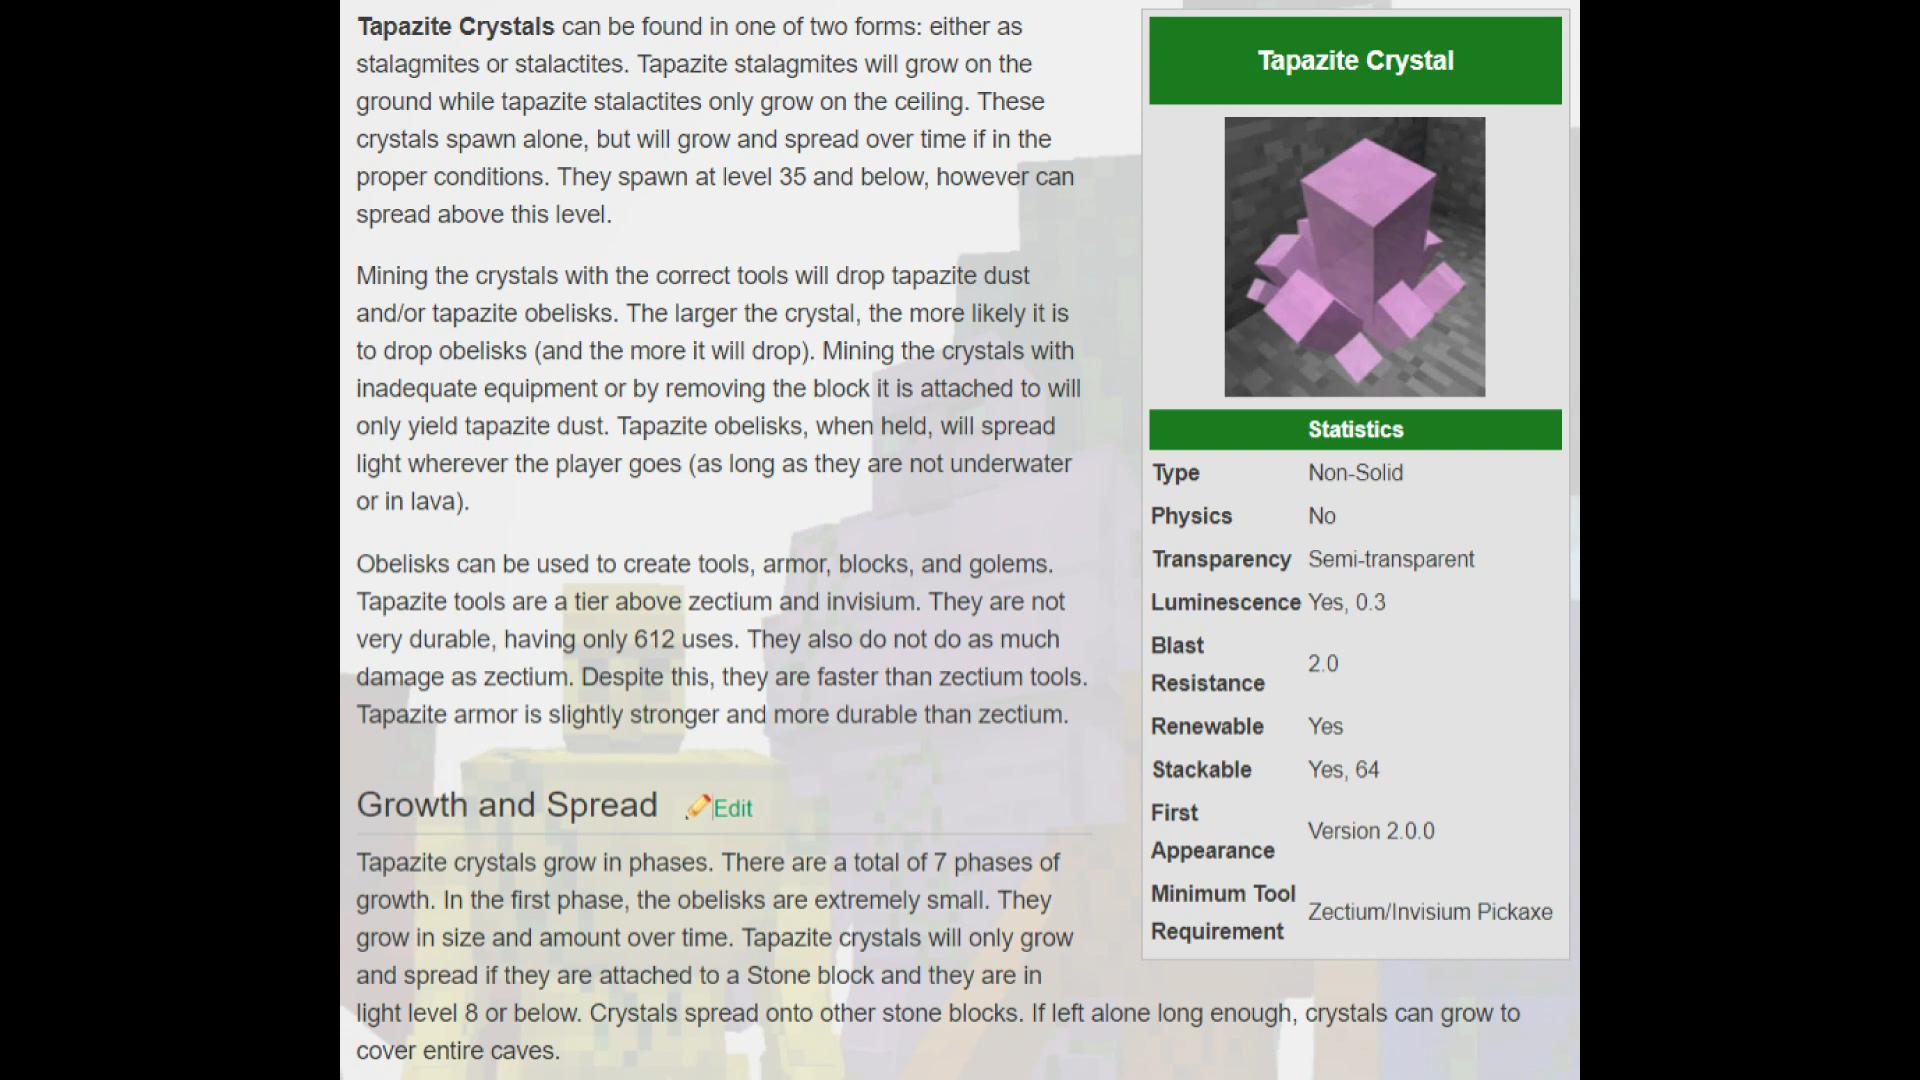 Tapazite Crystals can be found in one of two forms: either as
stalagmites or stalactites. Tapazite stalagmites will grow on the
ground while tapazite stalactites only grow on the ceiling. These
crystals spawn alone, but will grow and spread over time if in the
proper conditions. They spawn at level 35 and below, however can
spread above this level.
Mining the crystals with the correct tools will drop tapazite dust
and/or tapazite obelisks. The larger the crystal, the more likely it is
to drop obelisks (and the more it will drop). Mining the crystals with
inadequate equipment or by removing the block it is attached to will
only yield tapazite dust. Tapazite obelisks, when held, will spread
light wherever the player goes (as long as they are not underwater
or in lava).
Obelisks can be used to create tools, armor, blocks, and golems.
Tapazite tools are a tier above zectium and invisium. They are not
very durable, having only 612 uses. They also do not do as much
damage as zectium. Despite this, they are faster than zectium tools.
Tapazite armor is slightly stronger and more durable than zectium.
Growth and Spread Edit
Tapazite crystals grow in phases. There are a total of 7 phases of
growth. In the first phase, the obelisks are extremely small. They
grow in size and amount over time. Tapazite crystals will only grow
and spread if they are attached to a Stone block and they are in
light level 8 or below. Crystals spread onto other stone blocks. If left alone long enough, crystals can grow to
cover entire caves.
Tapazite Crystal
Statistics
Type Non-Solid
Physics No
Transparency Semi-transparent
Luminescence Yes, 0.3
Blast
Resistance
2.0
Renewable Yes
Stackable Yes, 64
First
Appearance
Version 2.0.0
Minimum Tool
Requirement
Zectium/Invisium Pickaxe